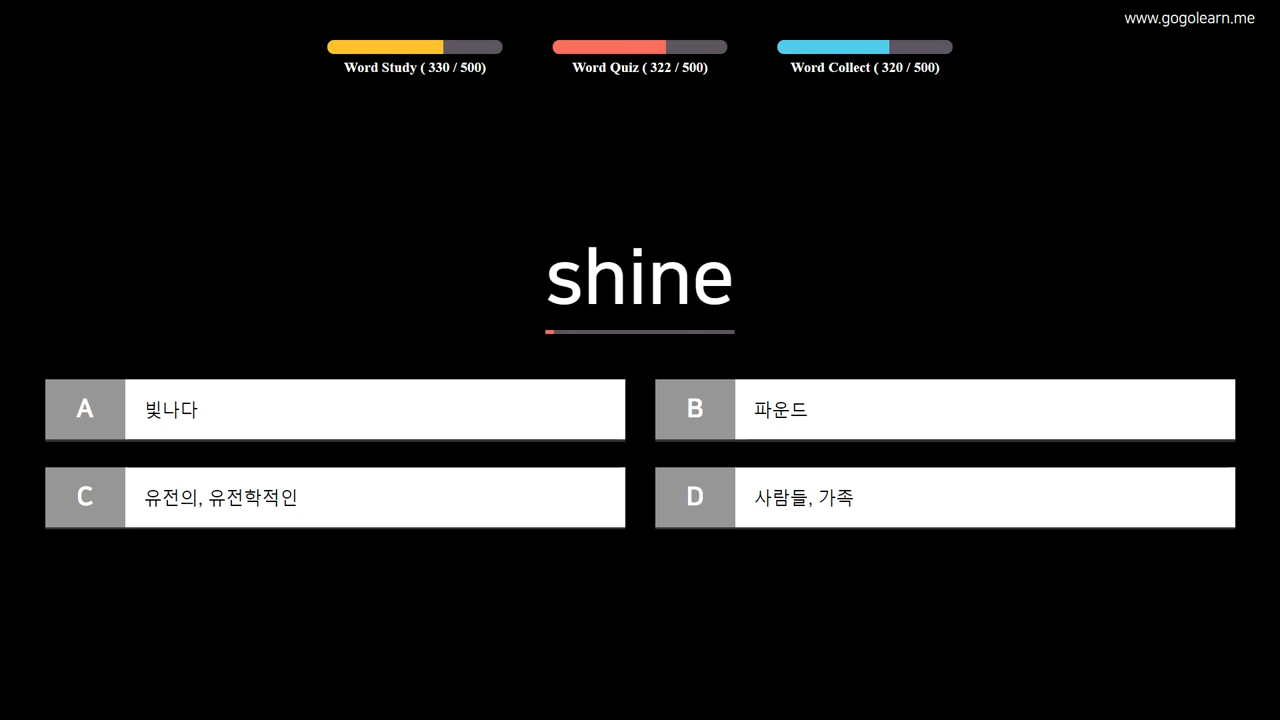 www.gogolearn.me
Word Study ( 330 / 500)
Word Quiz ( 322 / 500)
Word Collect ( 320 / 500)
shine
A 빛나다
B 파운드
C 유전의, 유전학적인
D 사람들, 가족